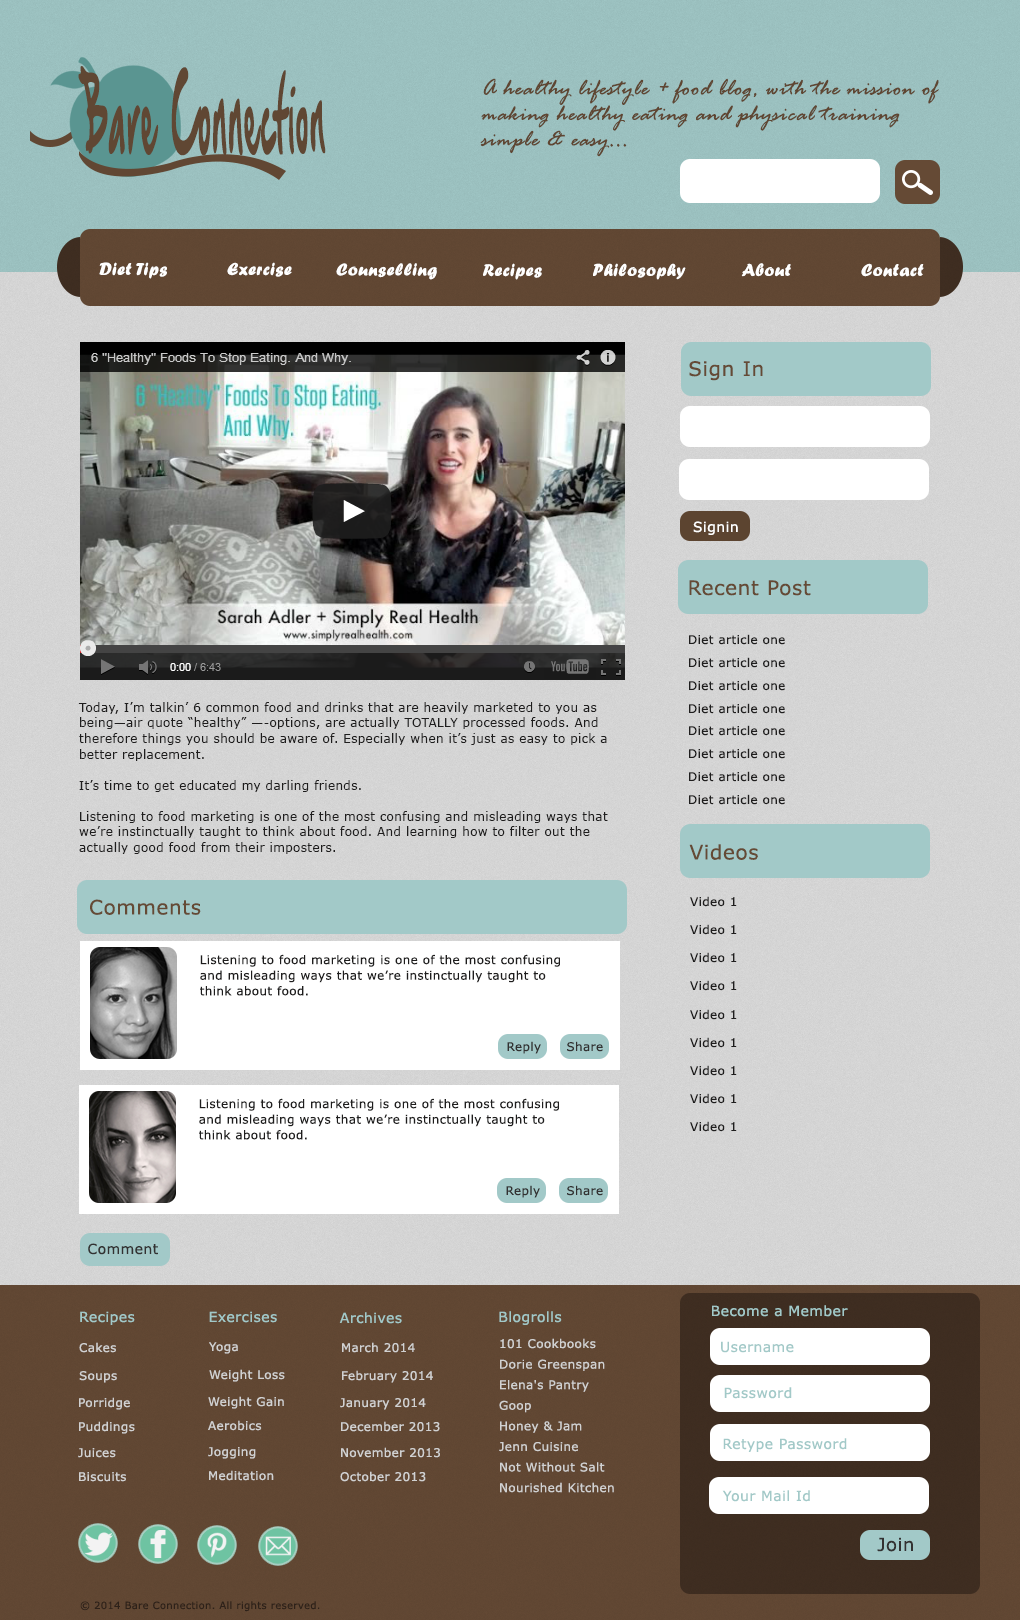 Bare Connection
A healthy lifestyle + food blog, with the mission of
making healthy eating and physical training
simple & easy...
Diet Tips
Exercise
Counselling
Recipes
Philosophy
About
Contact
6 "Healthy" Foods To Stop Eating. And Why.
6 "Healthy" Foods To Stop Eating.
And Why.
Sarah Adler + Simply Real Health
www.simplyrealhealth.com
0:00 / 6:43
YouTube
Today, I’m talkin’ 6 common food and drinks that are heavily marketed to you as
being—air quote “healthy” —-options, are actually TOTALLY processed foods. And
therefore things you should be aware of. Especially when it’s just as easy to pick a
better replacement.
It’s time to get educated my darling friends.
Listening to food marketing is one of the most confusing and misleading ways that
we’re instinctually taught to think about food. And learning how to filter out the
actually good food from their imposters.
Comments
Listening to food marketing is one of the most confusing
and misleading ways that we’re instinctually taught to
think about food.
Reply
Share
Listening to food marketing is one of the most confusing
and misleading ways that we’re instinctually taught to
think about food.
Reply
Share
Comment
Sign In
Signin
Recent Post
Diet article one
Diet article one
Diet article one
Diet article one
Diet article one
Diet article one
Diet article one
Diet article one
Videos
Video 1
Video 1
Video 1
Video 1
Video 1
Video 1
Video 1
Video 1
Video 1
Recipes
Cakes
Soups
Porridge
Puddings
Juices
Biscuits
Exercises
Yoga
Weight Loss
Weight Gain
Aerobics
Jogging
Meditation
Archives
March 2014
February 2014
January 2014
December 2013
November 2013
October 2013
Blogrolls
101 Cookbooks
Dorie Greenspan
Elena's Pantry
Goop
Honey & Jam
Jenn Cuisine
Not Without Salt
Nourished Kitchen
Become a Member
Username
Password
Retype Password
Your Mail Id
Join
© 2014 Bare Connection. All rights reserved.